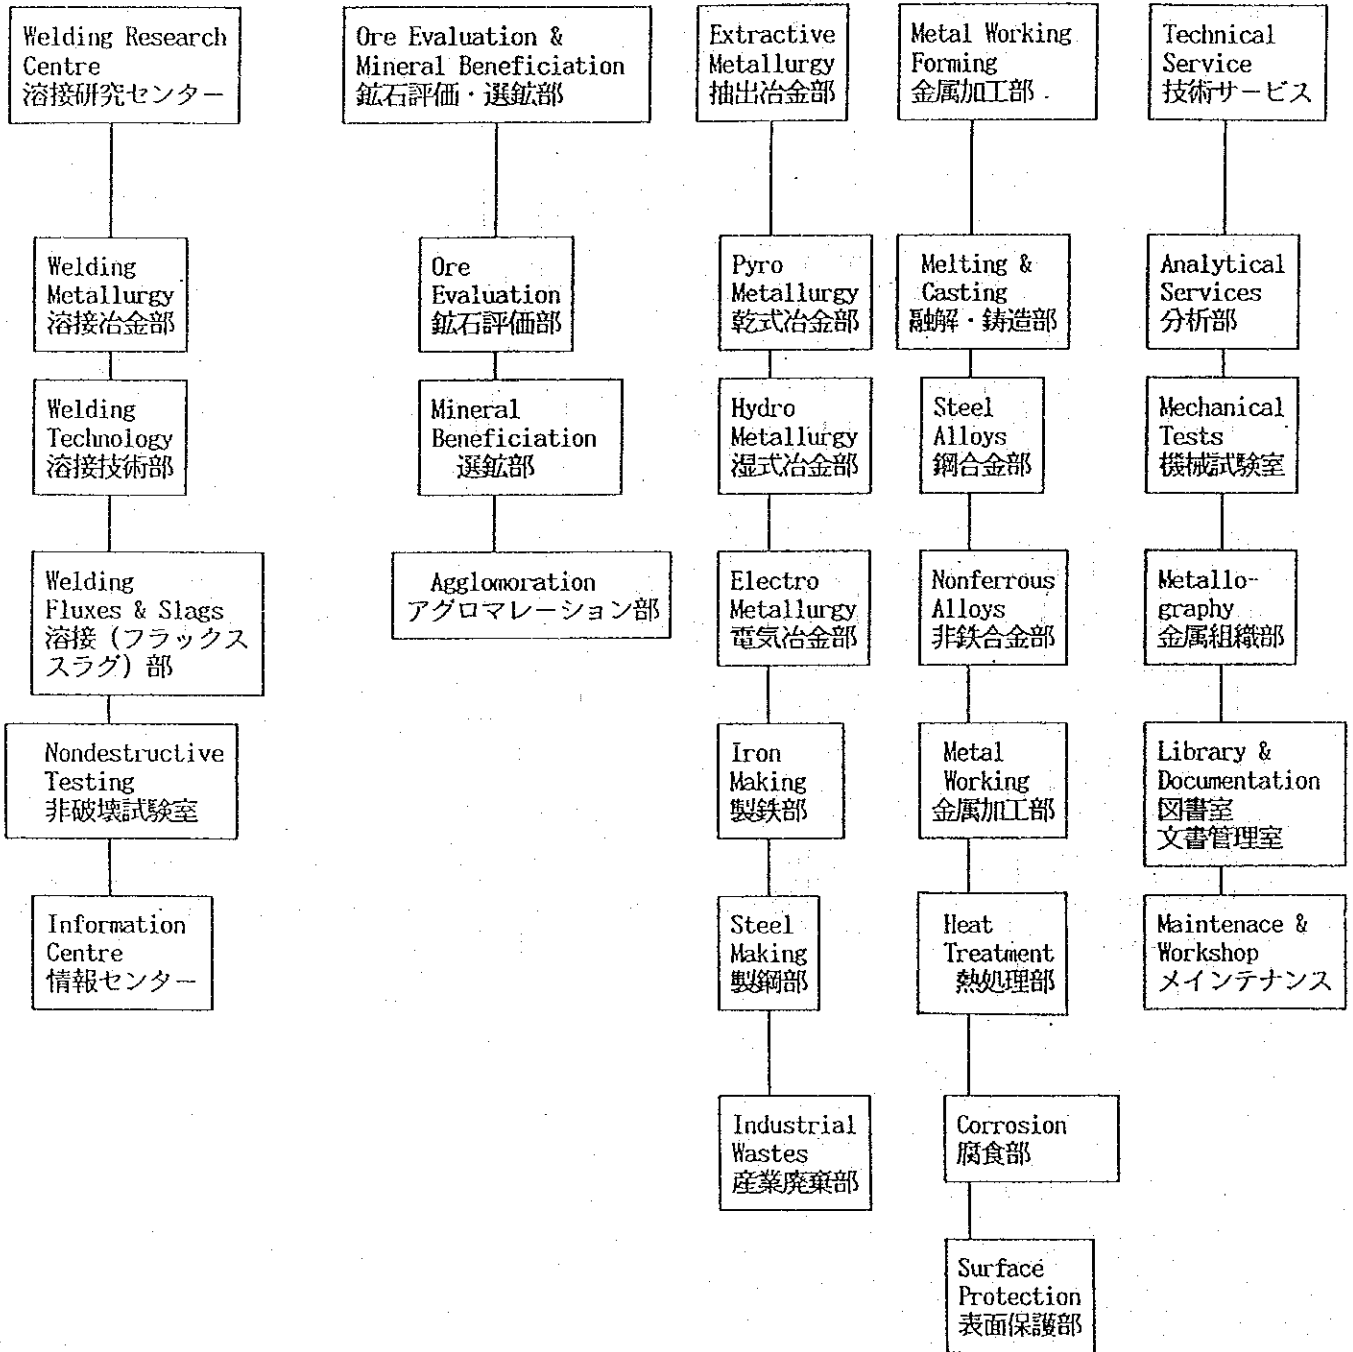 Welding Research
Centre
溶接研究センター
Ore Evaluation &
Mineral Beneficiation
鉱石評価・選鉱部
Extractive
Metallurgy
抽出冶金部
Metal Working
Forming
金属加工部
Technical
Service
技術サービス
Welding
Metallurgy
溶接冶金部
Welding
Technology
溶接技術部
Welding
Fluxes & Slags
溶接（フラックス
スラグ）部
Nondestructive
Testing
非破壊試験室
Information
Centre
情報センター
Ore
Evaluation
鉱石評価部
Mineral
Beneficiation
選鉱部
Agglomoration
アグロマレーション部
Pyro
Metallurgy
乾式冶金部
Hydro
Metallurgy
湿式冶金部
Electro
Metallurgy
電気冶金部
Iron
Making
製鉄部
Steel
Making
製鋼部
Industrial
Wastes
産業廃棄部
Melting &
Casting
融解・鋳造部
Steel
Alloys
鋼合金部
Nonferrous
Alloys
非鉄合金部
Metal
Working
金属加工部
Heat
Treatment
熱処理部
Corrosion
腐食部
Surface
Protection
表面保護部
Analytical
Services
分析部
Mechanical
Tests
機械試験室
Metallo-
graphy
金属組織部
Library &
Documentation
図書室
文書管理室
Maintenace &
Workshop
メインテナンス